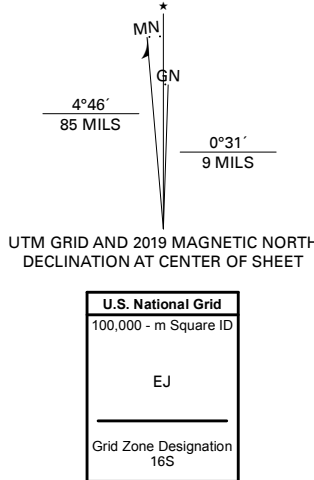 MN
GN
4°46´
85 MILS
0°31´
9 MILS
UTM GRID AND 2019 MAGNETIC NORTH
DECLINATION AT CENTER OF SHEET
U.S. National Grid
100,000 - m Square ID
EJ
Grid Zone Designation
16S